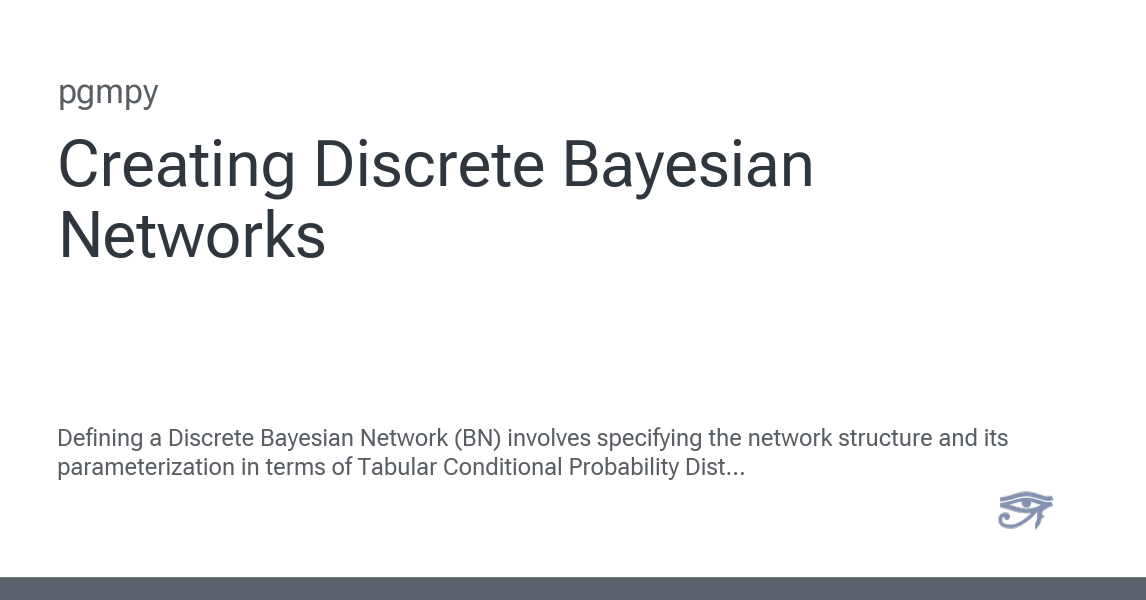 pgmpy
Creating Discrete Bayesian
Networks
Defining a Discrete Bayesian Network (BN) involves specifying the network structure and its
parameterization in terms of Tabular Conditional Probability Dist...